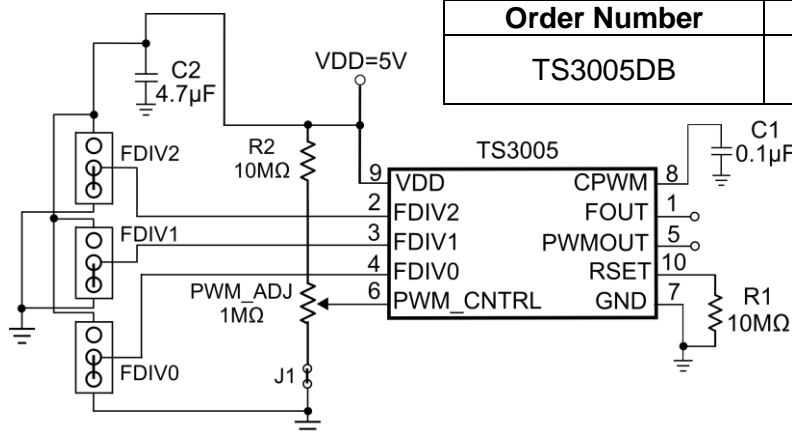 Order Number
TS3005DB
VDD=5V
C2
4.7µF
R2
10MΩ
TS3005
C1
0.1µF
FDIV2
FDIV1
FDIV0
PWM_ADJ
1MΩ
J1
9
VDD
2
FDIV2
3
FDIV1
4
FDIV0
6
PWM_CNTRL
CPWM
8
FOUT
1
PWMOUT
5
RSET
10
GND
7
R1
10MΩ